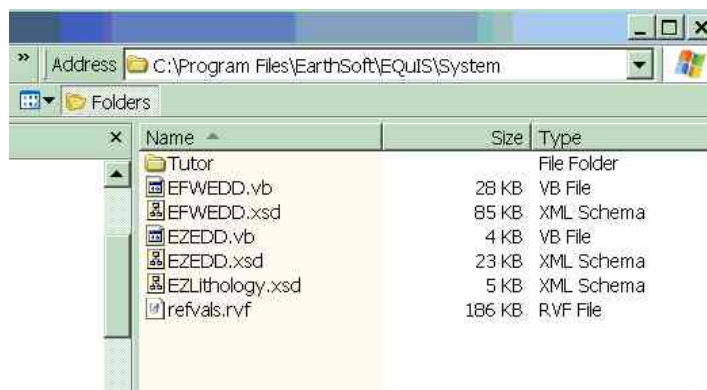 » Address C:\Program Files\EarthSoft\EQuIS\System
Folders
Name Size Type
Tutor File Folder
EFWEDD.vb 28 KB VB File
EFWEDD.xsd 85 KB XML Schema
EZEDD.vb 4 KB VB File
EZEDD.xsd 23 KB XML Schema
EZLithology.xsd 5 KB XML Schema
refvals.rvf 186 KB RVF File